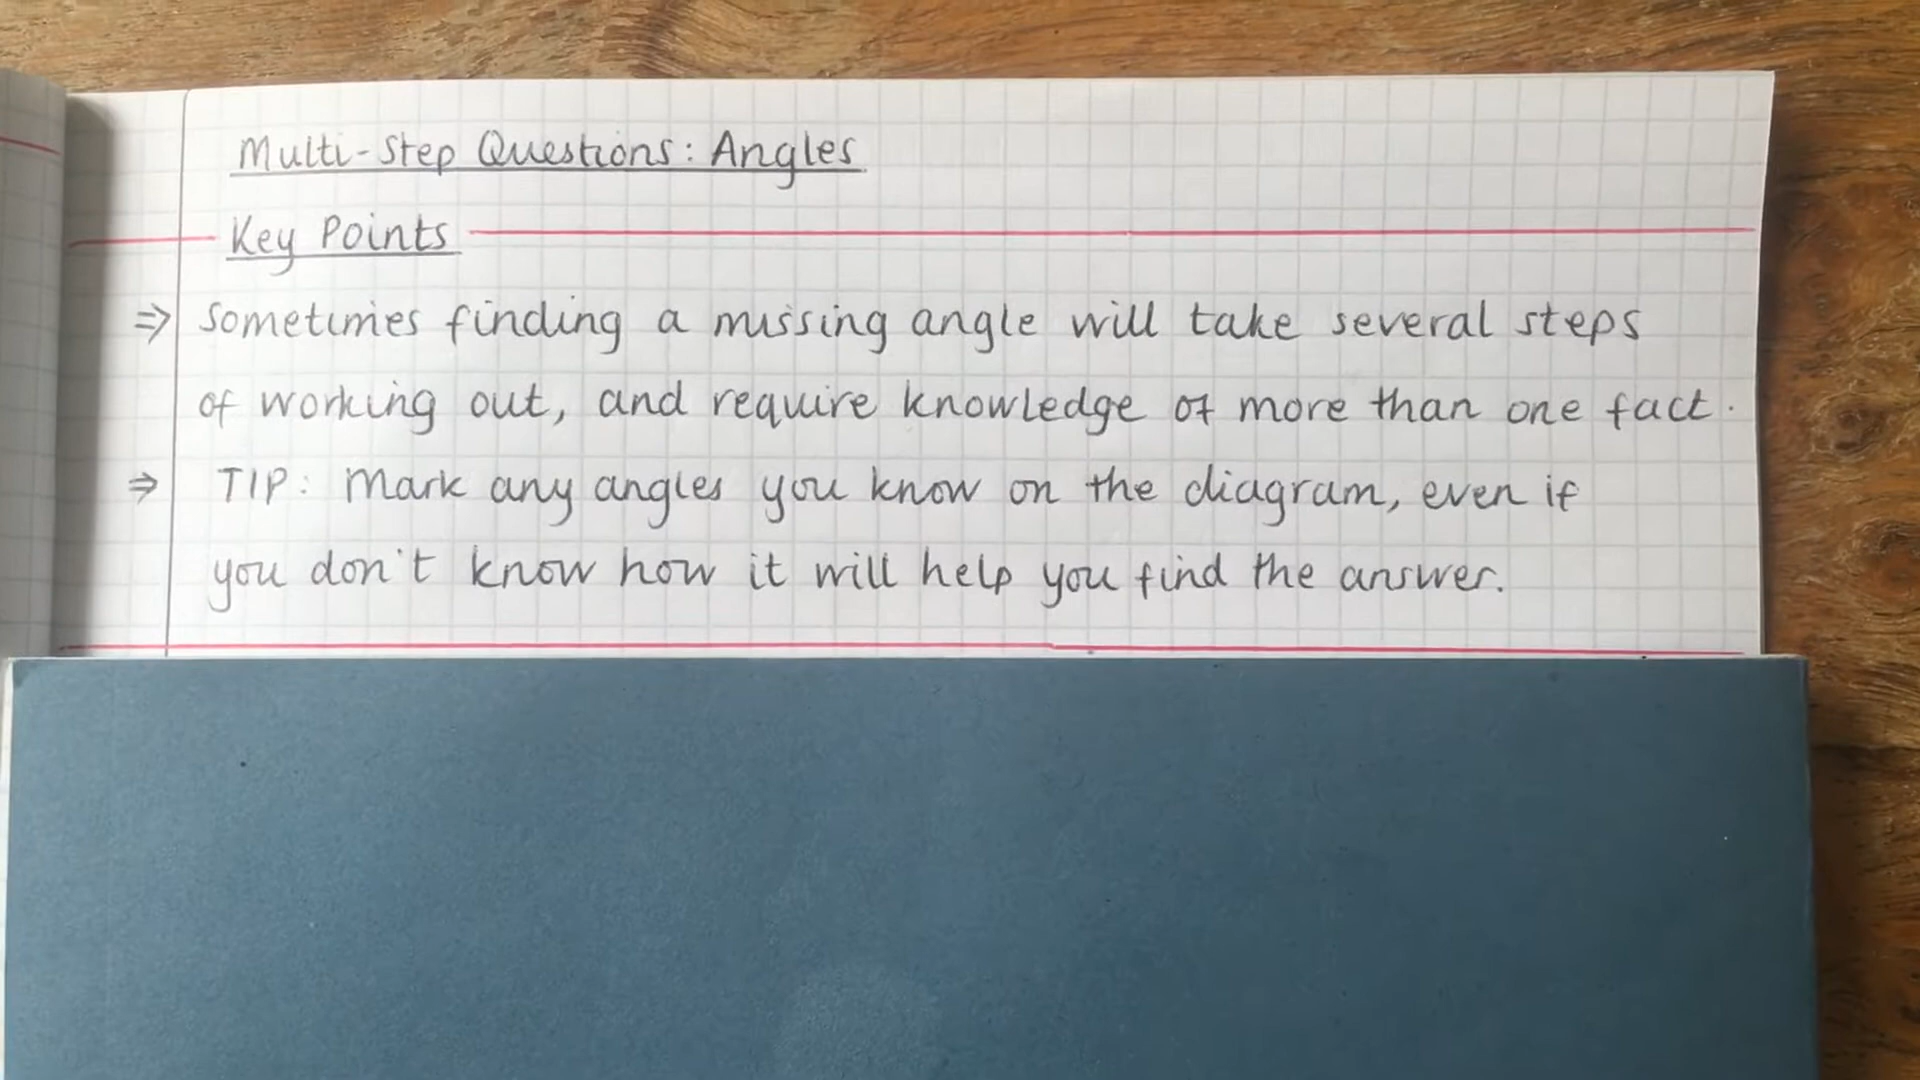 Multi-Step Questions: Angles
Key Points
⇒ Sometimes finding a missing angle will take several steps
of working out, and require knowledge of more than one fact.
⇒ TIP: Mark any angles you know on the diagram, even if
you don't know how it will help you find the answer.